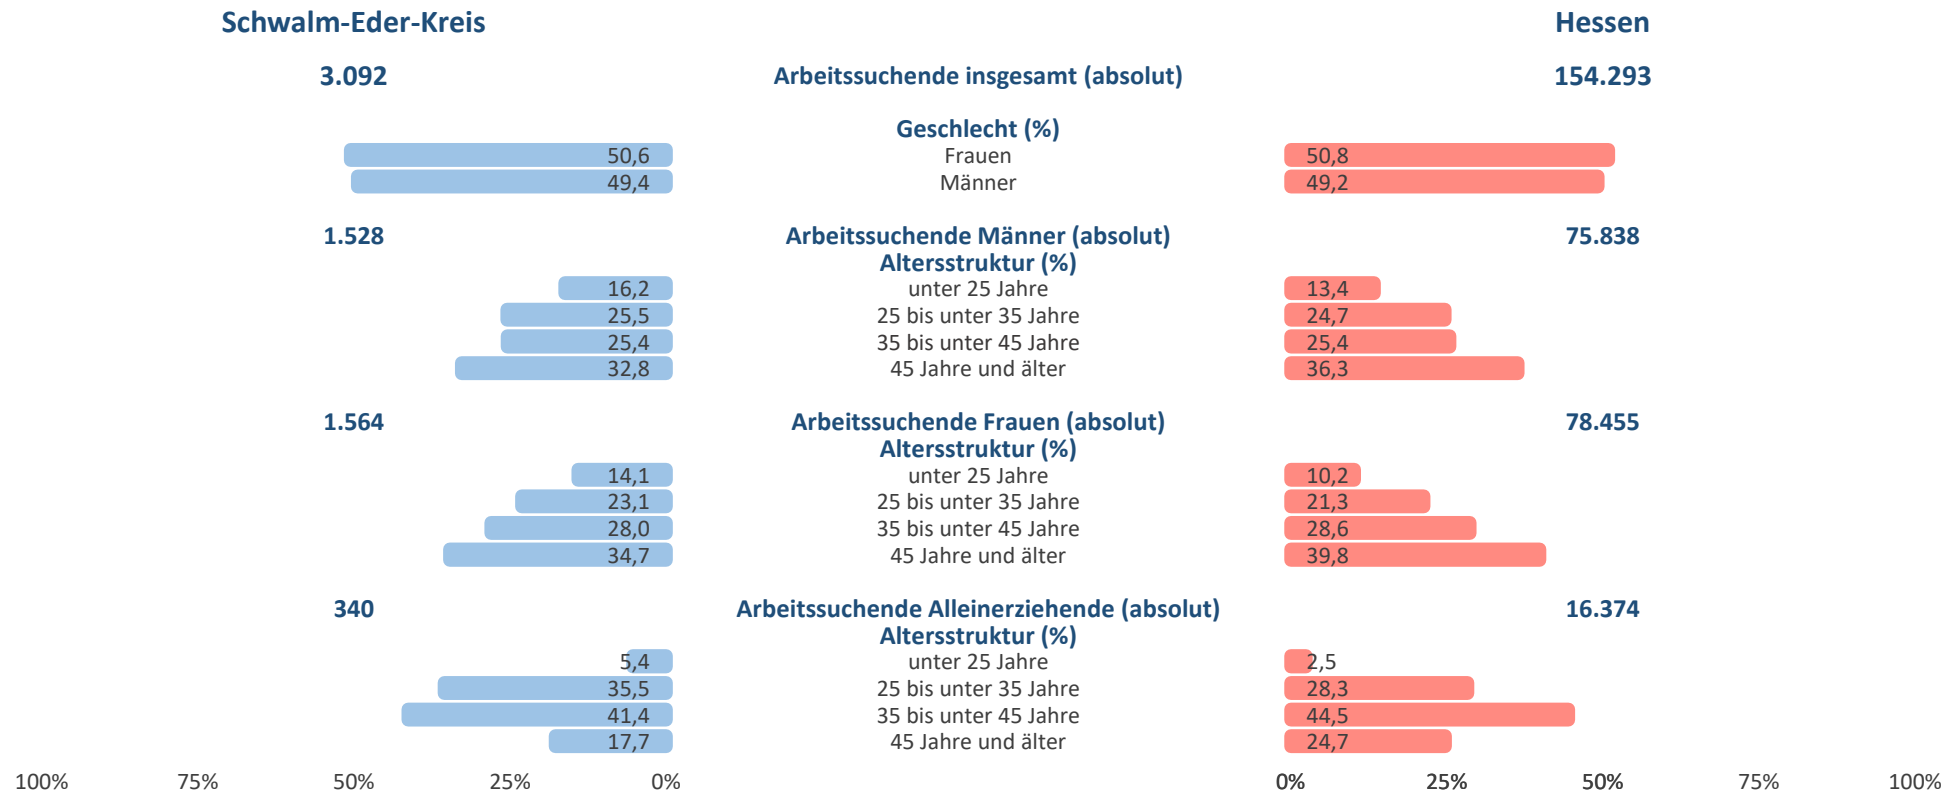 Schwalm-Eder-Kreis Hessen
3.092 Arbeitssuchende insgesamt (absolut) 154.293
Geschlecht (%)
50,6 Frauen 50,8
49,4 Männer 49,2
1.528 Arbeitssuchende Männer (absolut) 75.838
Altersstruktur (%)
16,2 unter 25 Jahre 13,4
25,5 25 bis unter 35 Jahre 24,7
25,4 35 bis unter 45 Jahre 25,4
32,8 45 Jahre und älter 36,3
1.564 Arbeitssuchende Frauen (absolut) 78.455
Altersstruktur (%)
14,1 unter 25 Jahre 10,2
23,1 25 bis unter 35 Jahre 21,3
28,0 35 bis unter 45 Jahre 28,6
34,7 45 Jahre und älter 39,8
340 Arbeitssuchende Alleinerziehende (absolut) 16.374
Altersstruktur (%)
5,4 unter 25 Jahre 2,5
35,5 25 bis unter 35 Jahre 28,3
41,4 35 bis unter 45 Jahre 44,5
17,7 45 Jahre und älter 24,7
100% 75% 50% 25% 0% 0% 25% 50% 75% 100%